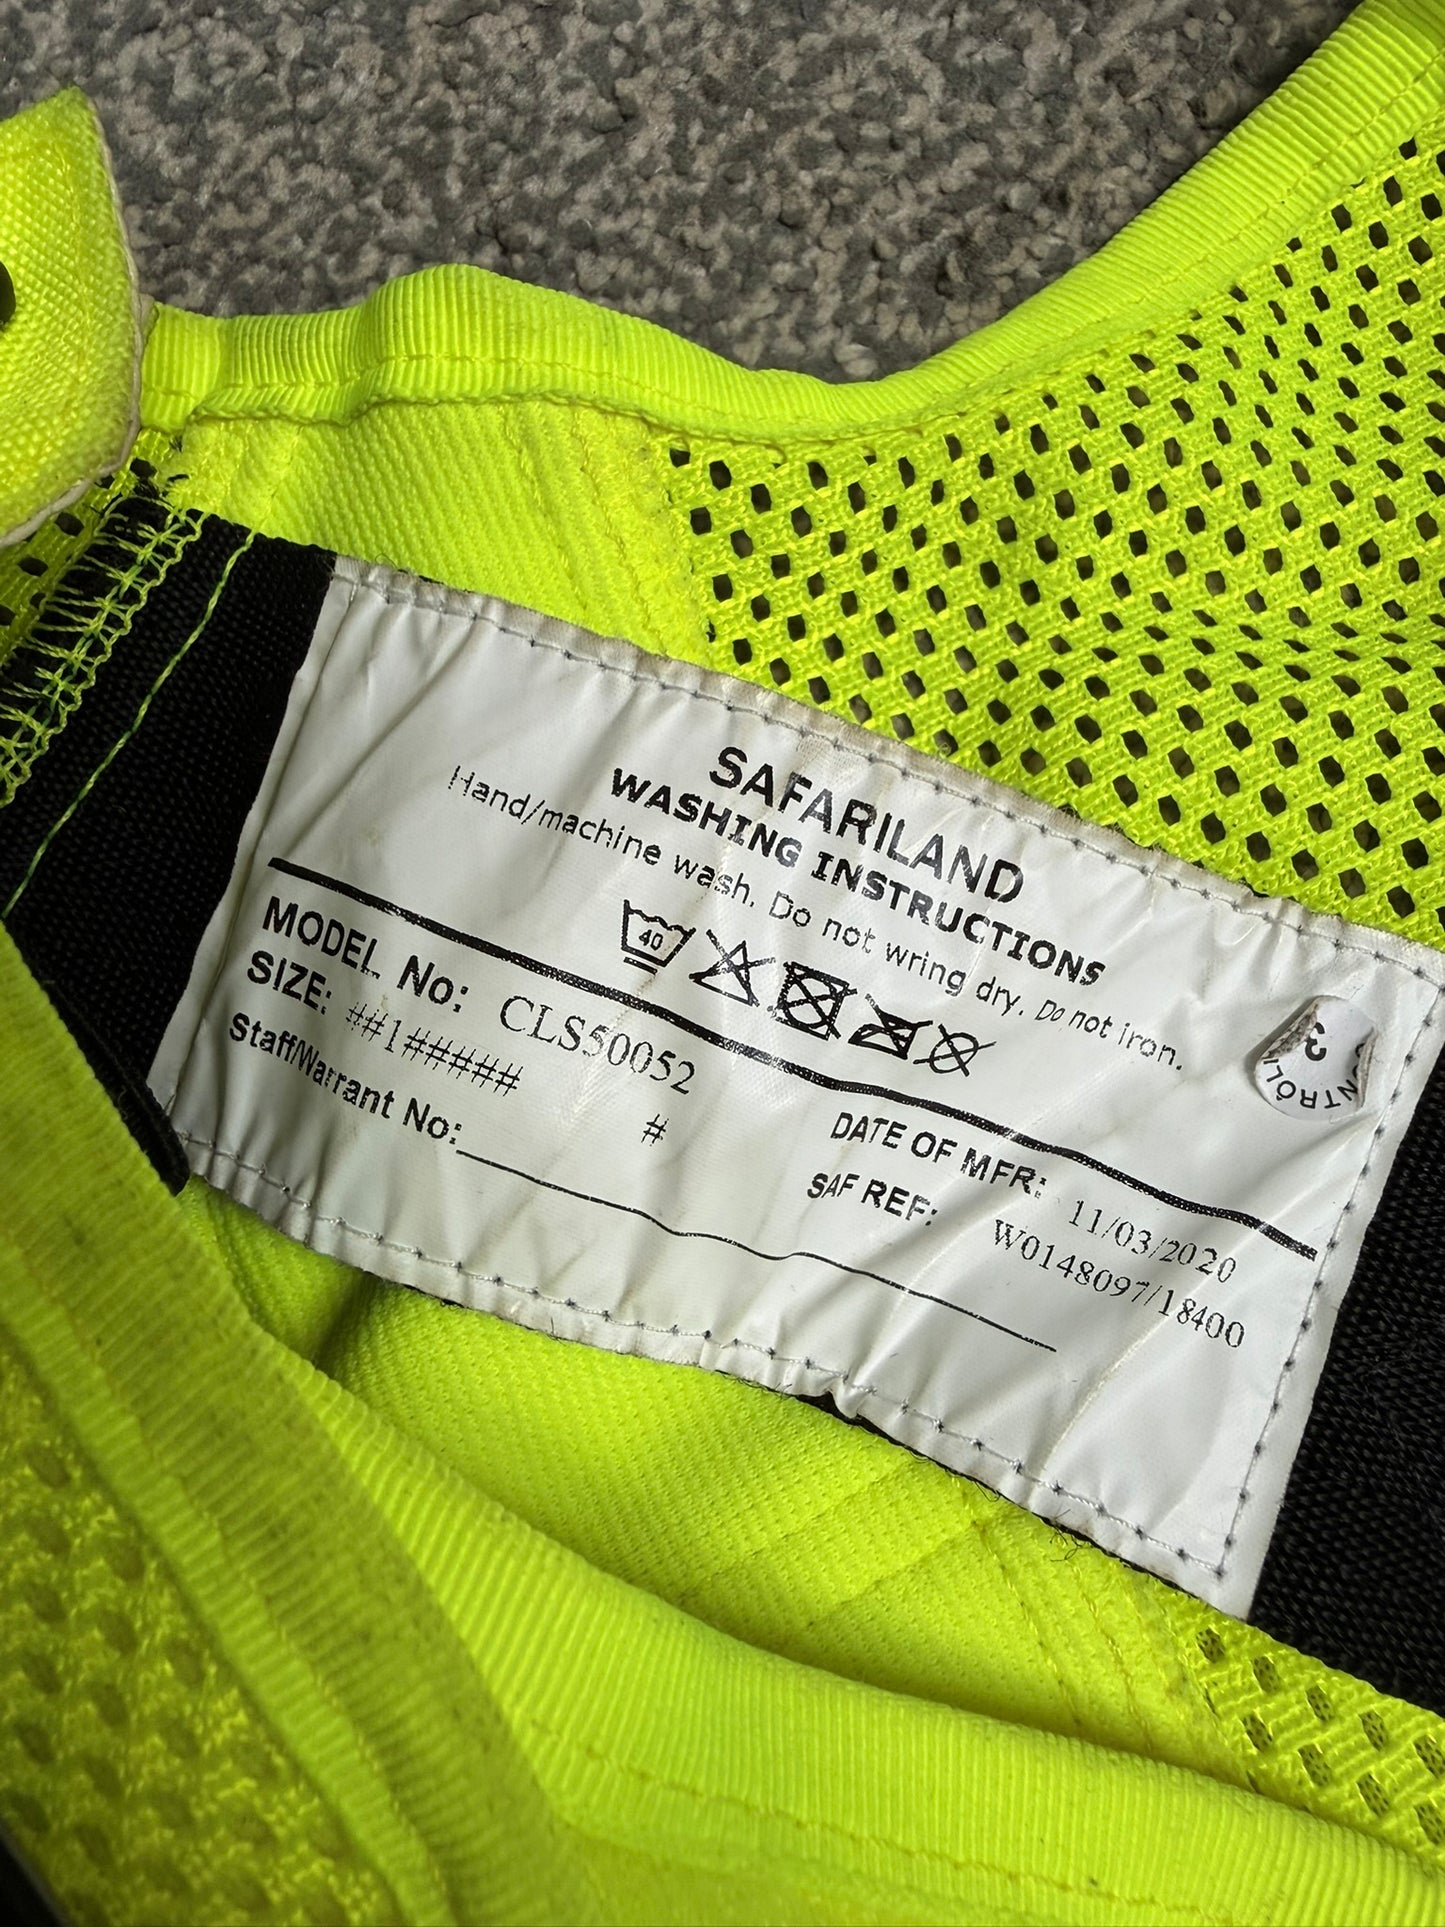 SAFARILAND
WASHING INSTRUCTIONS
Hand/machine wash. Do not wring dry. Do not iron.
40
MODEL No: CLS50052
DATE OF MFR: 11/03/2020
SIZE: ##1##### #
SAF REF: W0148097/18400
Staff/Warrant No:
3
CONTRÓL